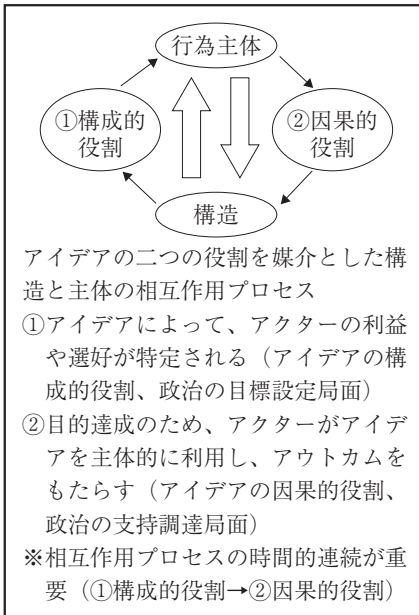 行為主体
①構成的
役割
②因果的
役割
構造
アイデアの二つの役割を媒介とした構
造と主体の相互作用プロセス
①アイデアによって、アクターの利益
や選好が特定される（アイデアの構
成的役割、政治の目標設定局面）
②目的達成のため、アクターがアイデ
アを主体的に利用し、アウトカムを
もたらす（アイデアの因果的役割、
政治の支持調達局面）
※相互作用プロセスの時間的連続が重
要（①構成的役割→②因果的役割）